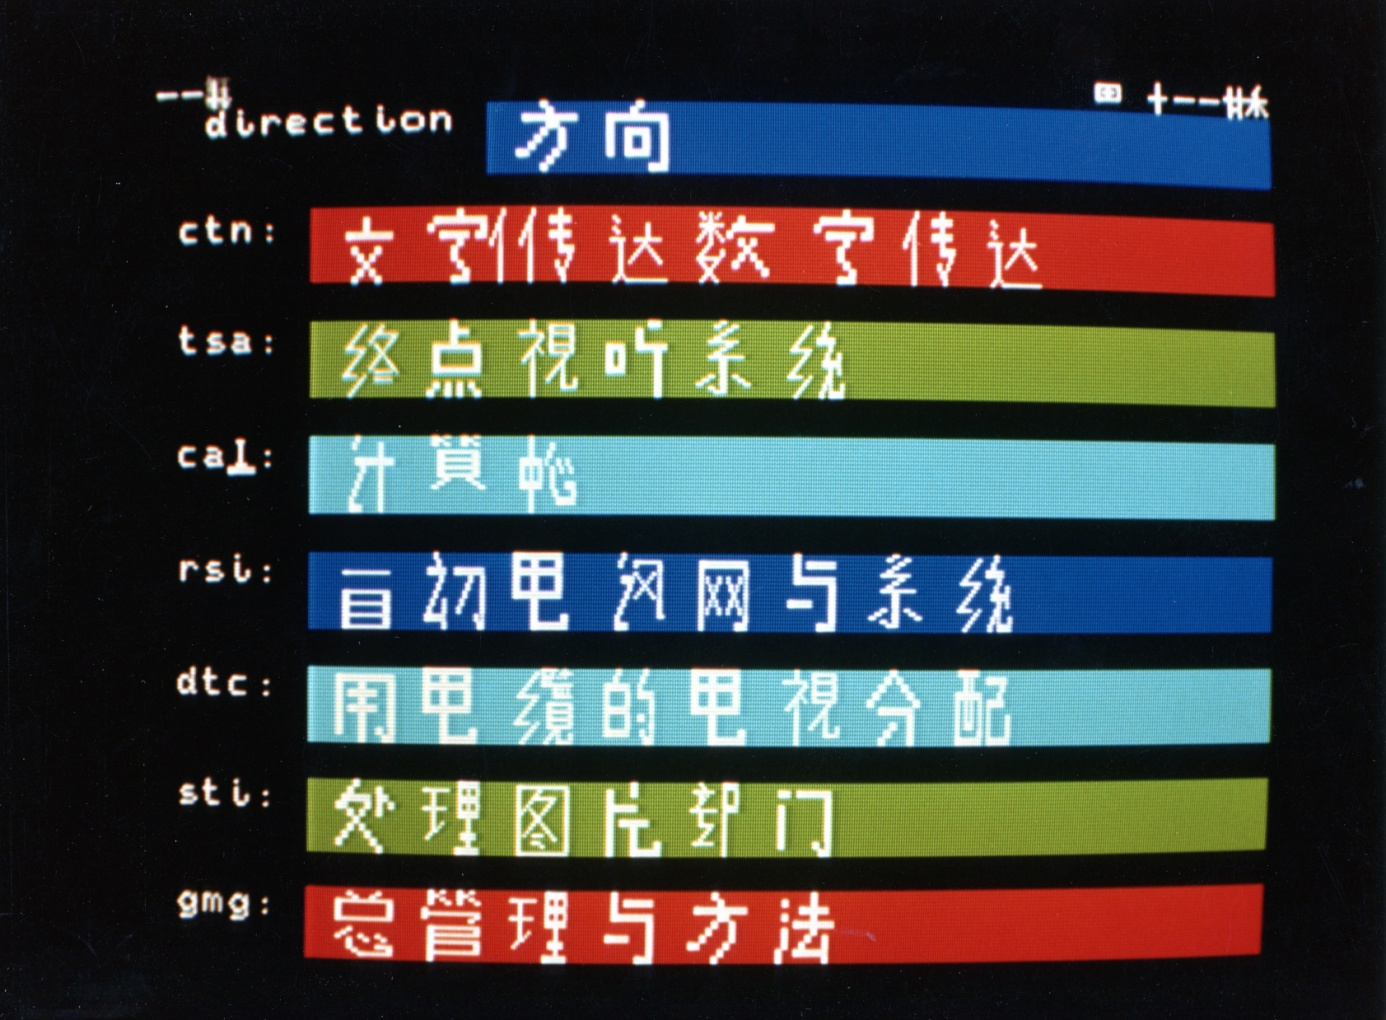 direction 方向
ctn: 文字传达数字传达
tsa: 终点視听系统
cal: 计算
rsi: 电网与系统
dtc: 用电缆的电視分配
sti: 处理图片部门
gmg: 总管理与方法